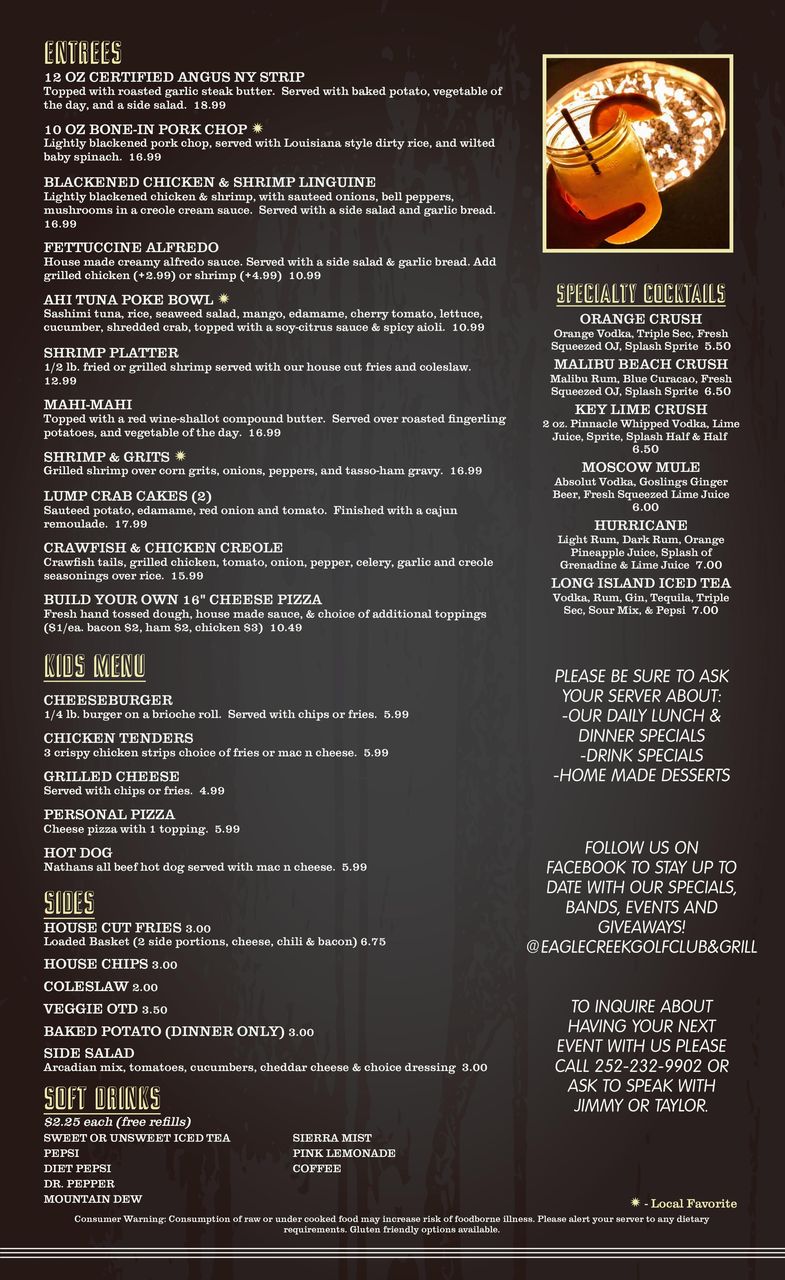 ENTREES
12 OZ CERTIFIED ANGUS NY STRIP
Topped with roasted garlic steak butter. Served with baked potato, vegetable of
the day, and a side salad. 18.99
10 OZ BONE-IN PORK CHOP ✷
Lightly blackened pork chop, served with Louisiana style dirty rice, and wilted
baby spinach. 16.99
BLACKENED CHICKEN & SHRIMP LINGUINE
Lightly blackened chicken & shrimp, with sauteed onions, bell peppers,
mushrooms in a creole cream sauce. Served with a side salad and garlic bread.
16.99
FETTUCCINE ALFREDO
House made creamy alfredo sauce. Served with a side salad & garlic bread. Add
grilled chicken (+2.99) or shrimp (+4.99) 10.99
AHI TUNA POKE BOWL ✷
Sashimi tuna, rice, seaweed salad, mango, edamame, cherry tomato, lettuce,
cucumber, shredded crab, topped with a soy-citrus sauce & spicy aioli. 10.99
SHRIMP PLATTER
1/2 lb. fried or grilled shrimp served with our house cut fries and coleslaw.
12.99
MAHI-MAHI
Topped with a red wine-shallot compound butter. Served over roasted fingerling
potatoes, and vegetable of the day. 16.99
SHRIMP & GRITS ✷
Grilled shrimp over corn grits, onions, peppers, and tasso-ham gravy. 16.99
LUMP CRAB CAKES (2)
Sauteed potato, edamame, red onion and tomato. Finished with a cajun
remoulade. 17.99
CRAWFISH & CHICKEN CREOLE
Crawfish tails, grilled chicken, tomato, onion, pepper, celery, garlic and creole
seasonings over rice. 15.99
BUILD YOUR OWN 16" CHEESE PIZZA
Fresh hand tossed dough, house made sauce, & choice of additional toppings
($1/ea. bacon $2, ham $2, chicken $3) 10.49
KIDS MENU
CHEESEBURGER
1/4 lb. burger on a brioche roll. Served with chips or fries. 5.99
CHICKEN TENDERS
3 crispy chicken strips choice of fries or mac n cheese. 5.99
GRILLED CHEESE
Served with chips or fries. 4.99
PERSONAL PIZZA
Cheese pizza with 1 topping. 5.99
HOT DOG
Nathans all beef hot dog served with mac n cheese. 5.99
SIDES
HOUSE CUT FRIES 3.00
Loaded Basket (2 side portions, cheese, chili & bacon) 6.75
HOUSE CHIPS 3.00
COLESLAW 2.00
VEGGIE OTD 3.50
BAKED POTATO (DINNER ONLY) 3.00
SIDE SALAD
Arcadian mix, tomatoes, cucumbers, cheddar cheese & choice dressing 3.00
SOFT DRINKS
$2.25 each (free refills)
SWEET OR UNSWEET ICED TEA
PEPSI
DIET PEPSI
DR. PEPPER
MOUNTAIN DEW
SIERRA MIST
PINK LEMONADE
COFFEE
SPECIALTY COCKTAILS
ORANGE CRUSH
Orange Vodka, Triple Sec, Fresh
Squeezed OJ, Splash Sprite 5.50
MALIBU BEACH CRUSH
Malibu Rum, Blue Curacao, Fresh
Squeezed OJ, Splash Sprite 6.50
KEY LIME CRUSH
2 oz. Pinnacle Whipped Vodka, Lime
Juice, Sprite, Splash Half & Half
6.50
MOSCOW MULE
Absolut Vodka, Goslings Ginger
Beer, Fresh Squeezed Lime Juice
6.00
HURRICANE
Light Rum, Dark Rum, Orange
Pineapple Juice, Splash of
Grenadine & Lime Juice 7.00
LONG ISLAND ICED TEA
Vodka, Rum, Gin, Tequila, Triple
Sec, Sour Mix, & Pepsi 7.00
PLEASE BE SURE TO ASK
YOUR SERVER ABOUT:
-OUR DAILY LUNCH &
DINNER SPECIALS
-DRINK SPECIALS
-HOME MADE DESSERTS
FOLLOW US ON
FACEBOOK TO STAY UP TO
DATE WITH OUR SPECIALS,
BANDS, EVENTS AND
GIVEAWAYS!
@EAGLECREEKGOLFCLUB&GRILL
TO INQUIRE ABOUT
HAVING YOUR NEXT
EVENT WITH US PLEASE
CALL 252-232-9902 OR
ASK TO SPEAK WITH
JIMMY OR TAYLOR.
✷ - Local Favorite
Consumer Warning: Consumption of raw or under cooked food may increase risk of foodborne illness. Please alert your server to any dietary
requirements. Gluten friendly options available.